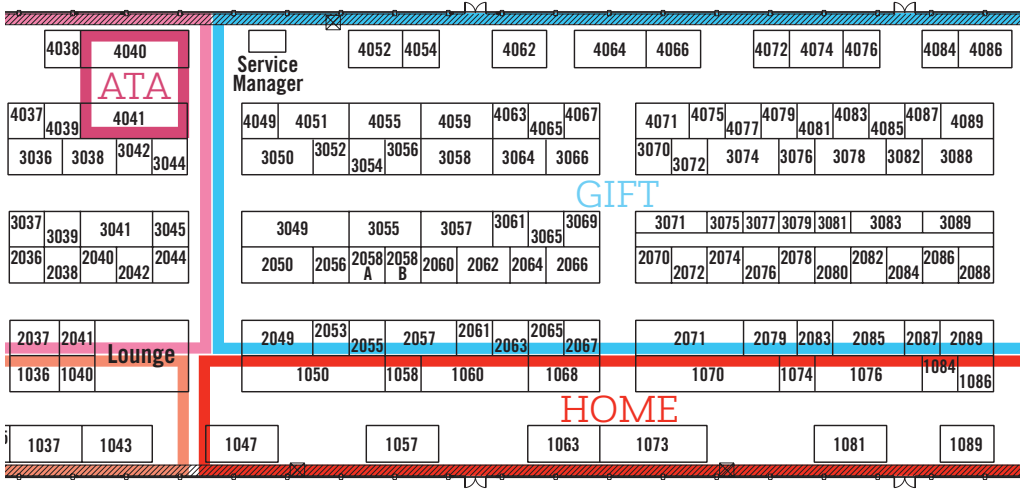 4038 4040 4052 4054 4062 4064 4066 4072 4074 4076 4084 4086
Service
Manager
ATA
4037 4039 4041 4049 4051 4055 4059 4063 4065 4067 4071 4075 4077 4079 4081 4083 4085 4087 4089
3036 3038 3042 3044 3050 3052 3054 3056 3058 3064 3066 3070 3072 3074 3076 3078 3082 3088
GIFT
3037 3039 3041 3045 3049 3055 3057 3061 3065 3069 3071 3075 3077 3079 3081 3083 3089
2036 2038 2040 2042 2044 2050 2056 2058 A 2058 B 2060 2062 2064 2066 2070 2072 2074 2076 2078 2080 2082 2084 2086 2088
2037 2041 2049 2053 2055 2057 2061 2063 2065 2067 2071 2079 2083 2085 2087 2089
Lounge
1036 1040 1050 1058 1060 1068 1070 1074 1076 1084 1086
HOME
1037 1043 1047 1057 1063 1073 1081 1089